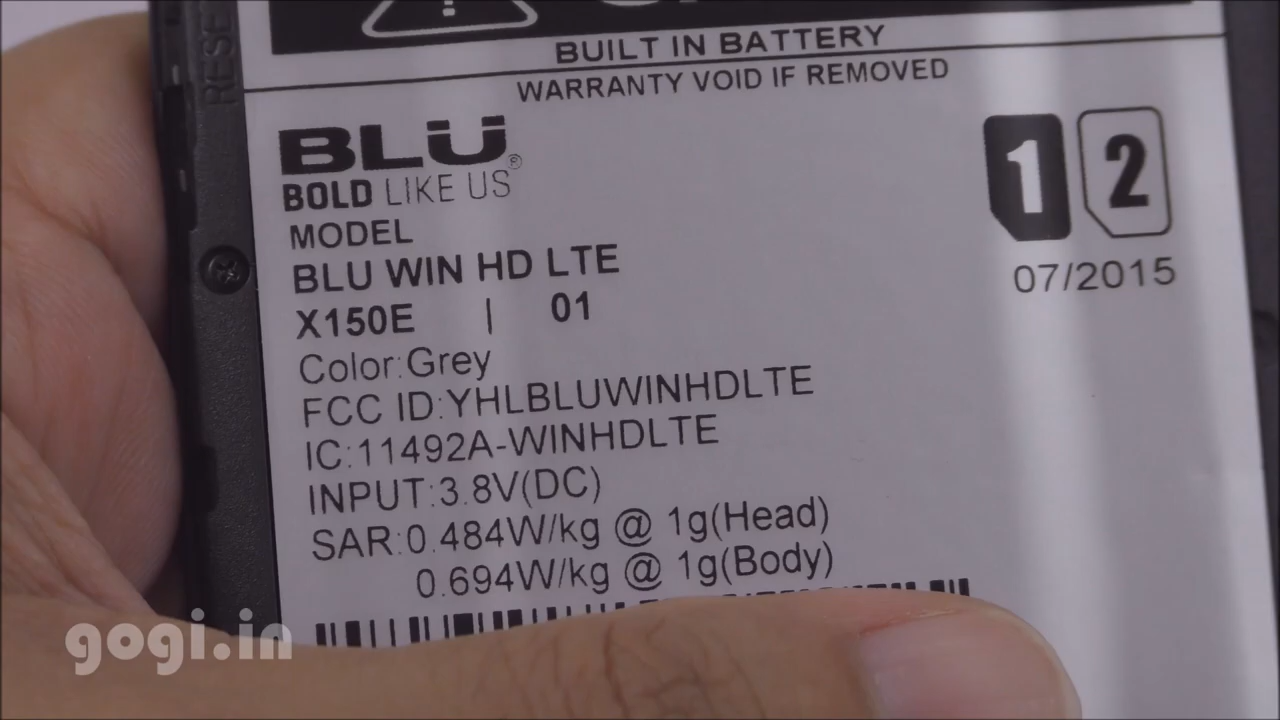 RESE
BUILT IN BATTERY
WARRANTY VOID IF REMOVED
BLU®
BOLD LIKE US
1 2
MODEL
BLU WIN HD LTE
07/2015
X150E | 01
Color:Grey
FCC ID:YHLBLUWINHDLTE
IC:11492A-WINHDLTE
INPUT:3.8V(DC)
SAR:0.484W/kg @ 1g(Head)
0.694W/kg @ 1g(Body)
gogi.in